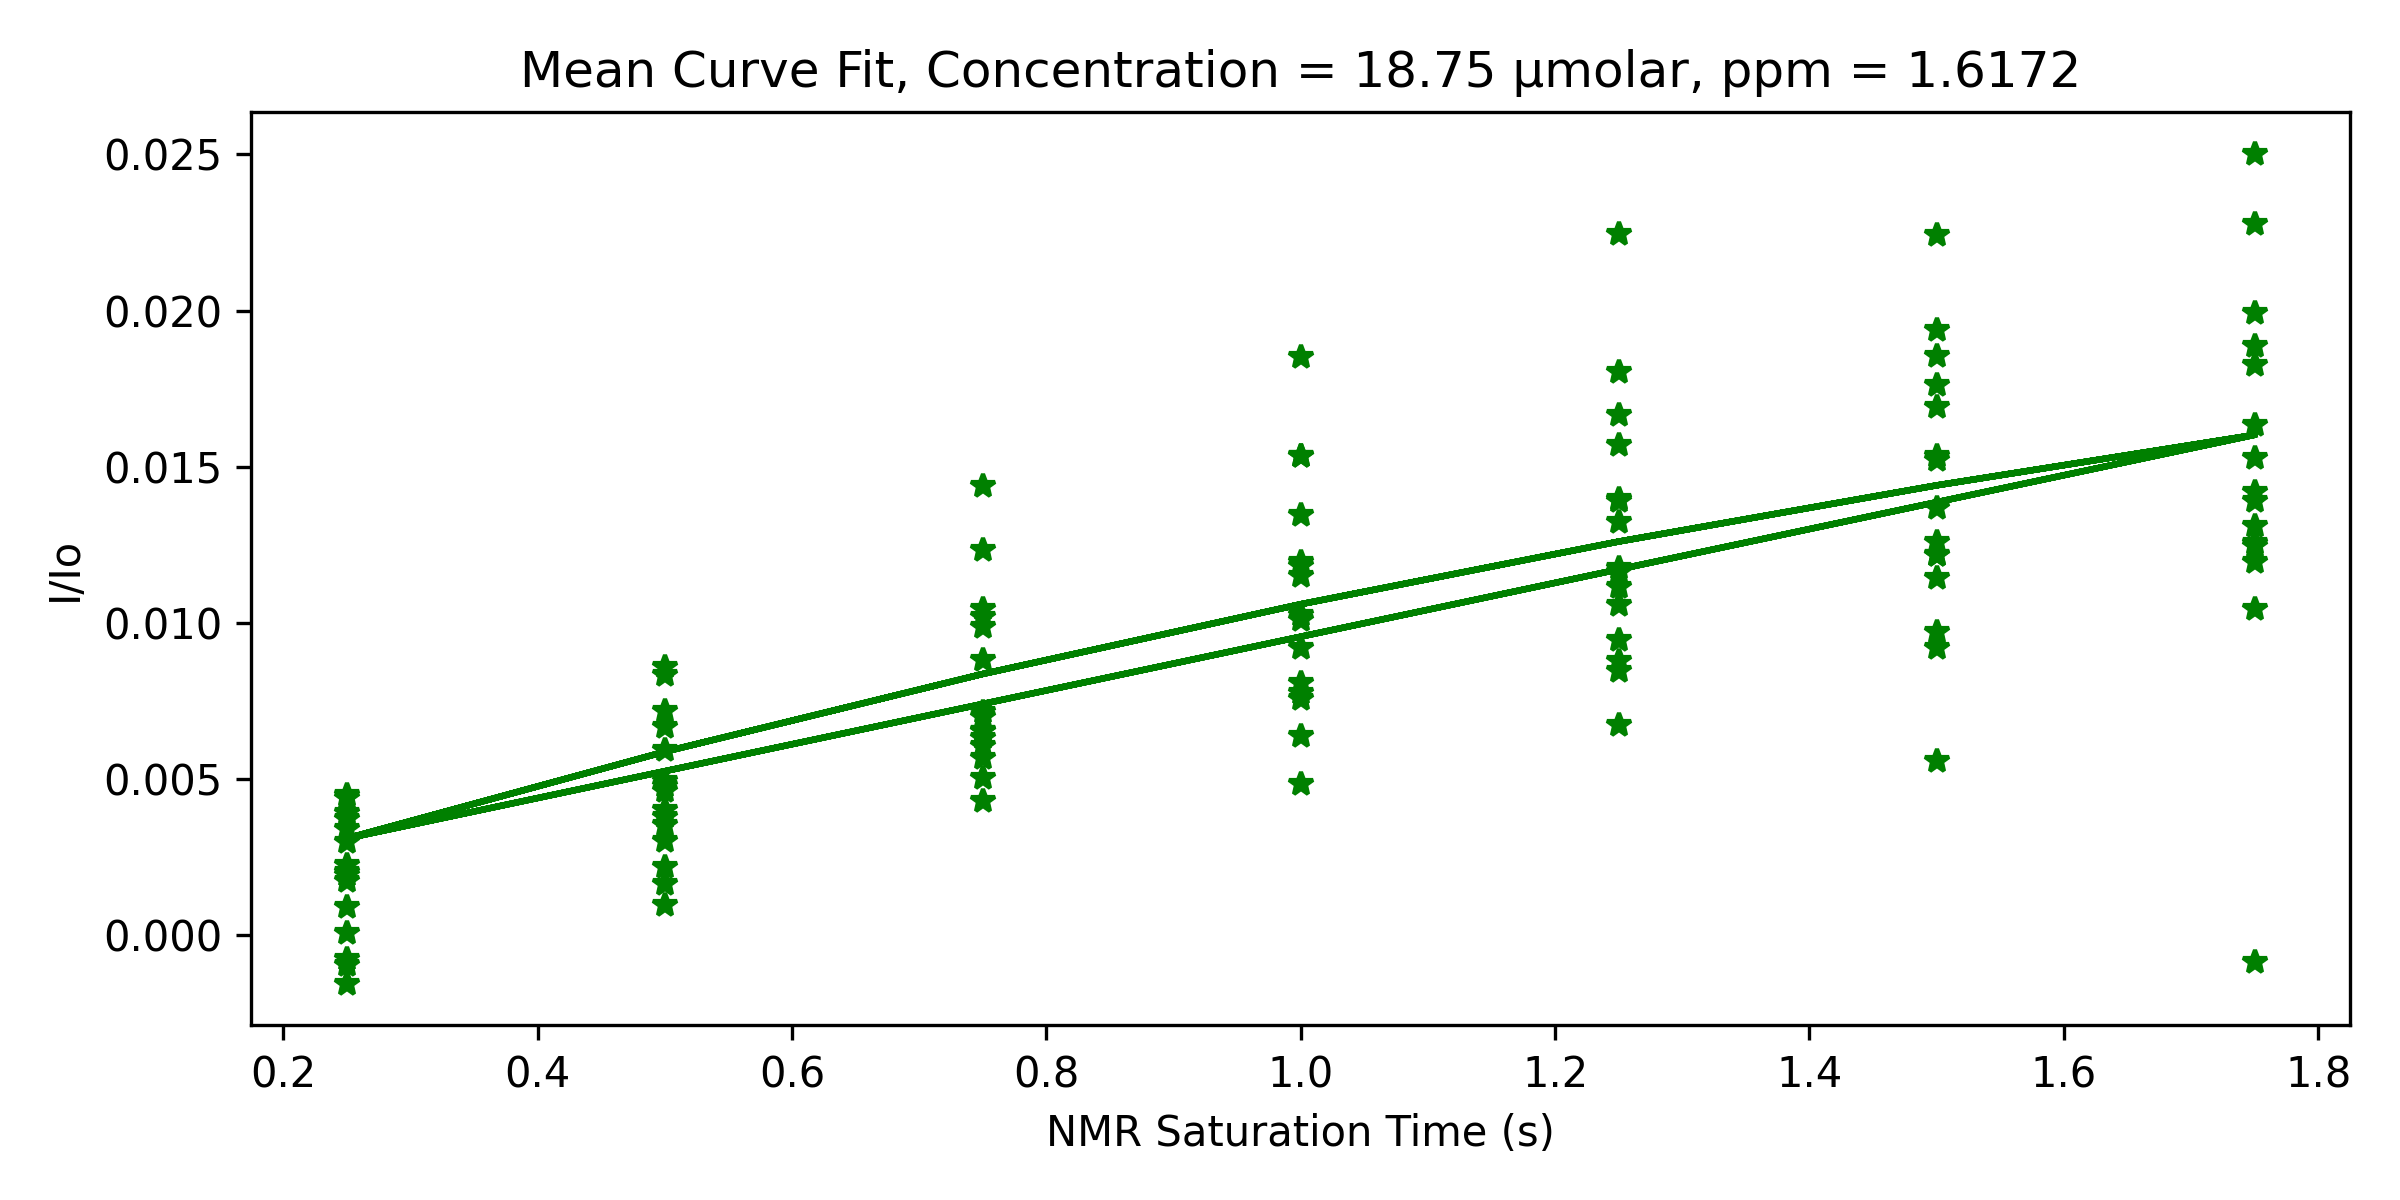 Mean Curve Fit, Concentration = 18.75 μmolar, ppm = 1.6172
0.025
0.020
0.015
0.010
0.005
0.000
I/Io
0.2 0.4 0.6 0.8 1.0 1.2 1.4 1.6 1.8
NMR Saturation Time (s)